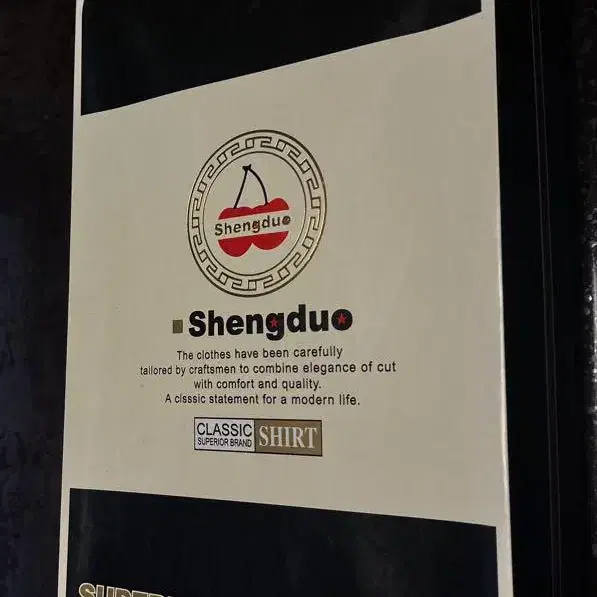 Shengduo
Shengduo
The clothes have been carefully
tailored by craftsmen to combine elegance of cut
with comfort and quality.
A clsssic statement for a modern life.
CLASSIC
SUPERIOR BRAND
SHIRT